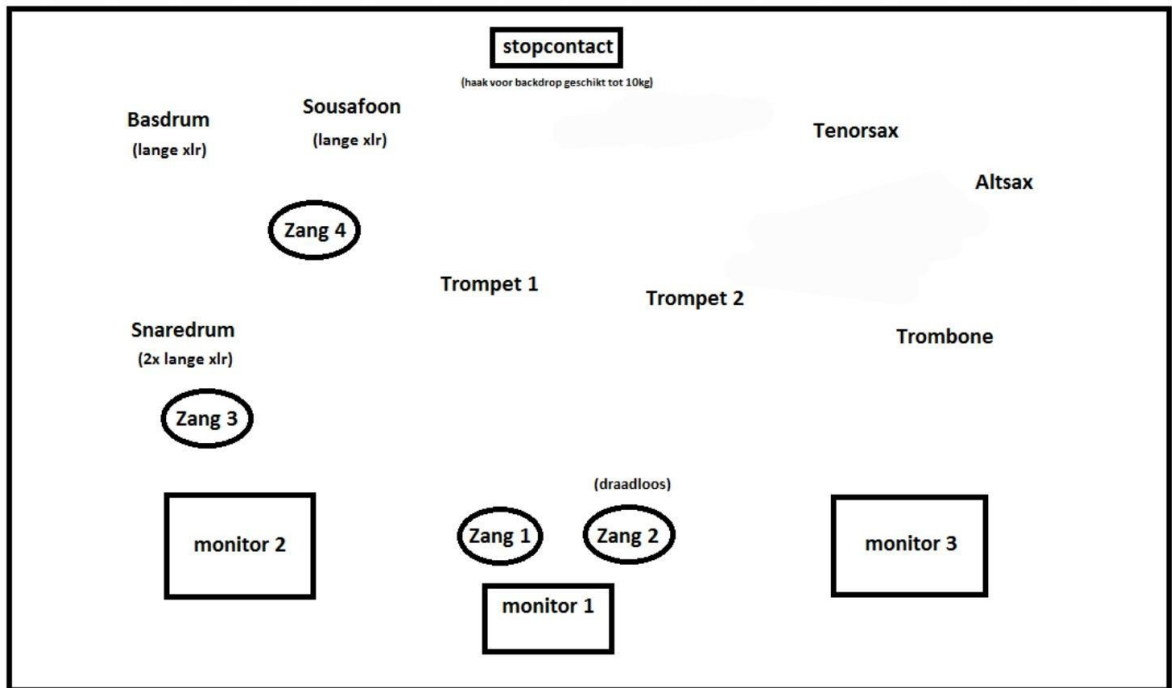 stopcontact
(haak voor backdrop geschikt tot 10kg)
Basdrum
(lange xlr)
Sousafoon
(lange xlr)
Tenorsax
Altsax
Zang 4
Trompet 1
Trompet 2
Trombone
Snaredrum
(2x lange xlr)
Zang 3
(draadloos)
Zang 1
Zang 2
monitor 2
monitor 3
monitor 1